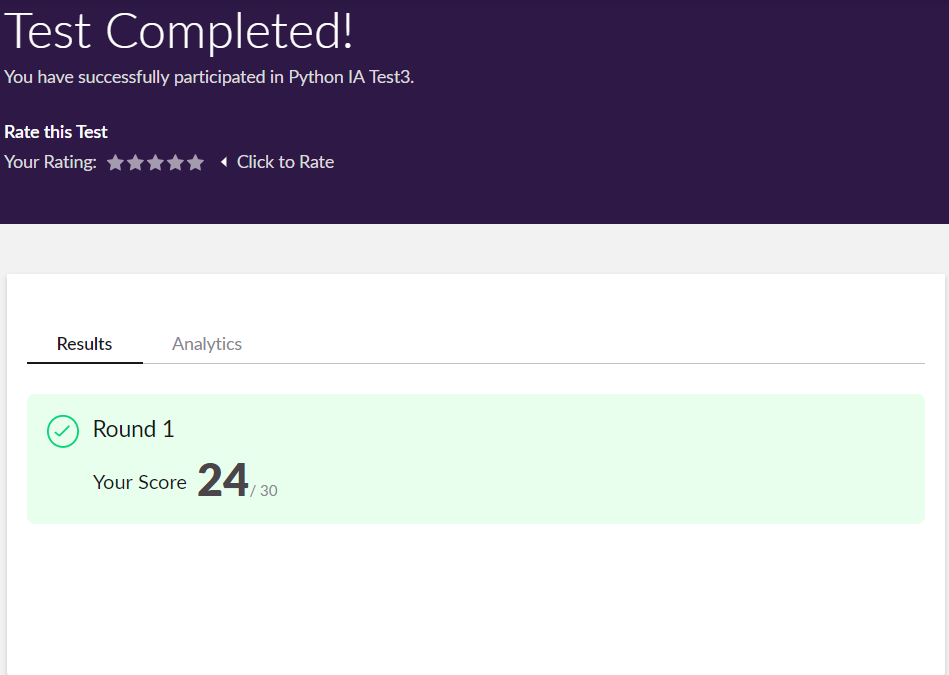 Test Completed!
You have successfully participated in Python IA Test3.
Rate this Test
Your Rating: Click to Rate
Results Analytics
Round 1
Your Score 24 / 30